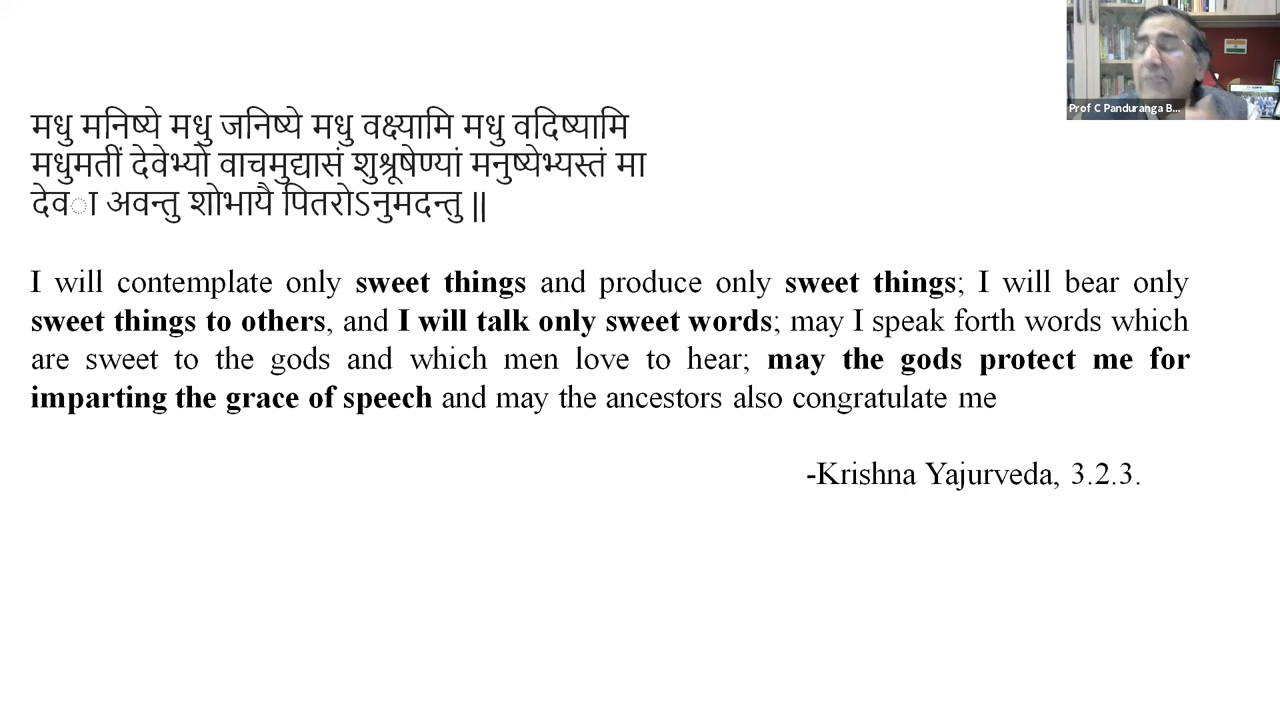 Prof C Panduranga B...
मधु मनिष्ये मधु जनिष्ये मधु वक्ष्यामि मधु वदिष्यामि
मधुमतीं देवेभ्यो वाचमुद्यासं शुश्रूषेण्यां मनुष्येभ्यस्तं मा
देव◌ा अवन्तु शोभायै पितरोऽनुमदन्तु ||
I will contemplate only sweet things and produce only sweet things; I will bear only
sweet things to others, and I will talk only sweet words; may I speak forth words which
are sweet to the gods and which men love to hear; may the gods protect me for
imparting the grace of speech and may the ancestors also congratulate me
-Krishna Yajurveda, 3.2.3.